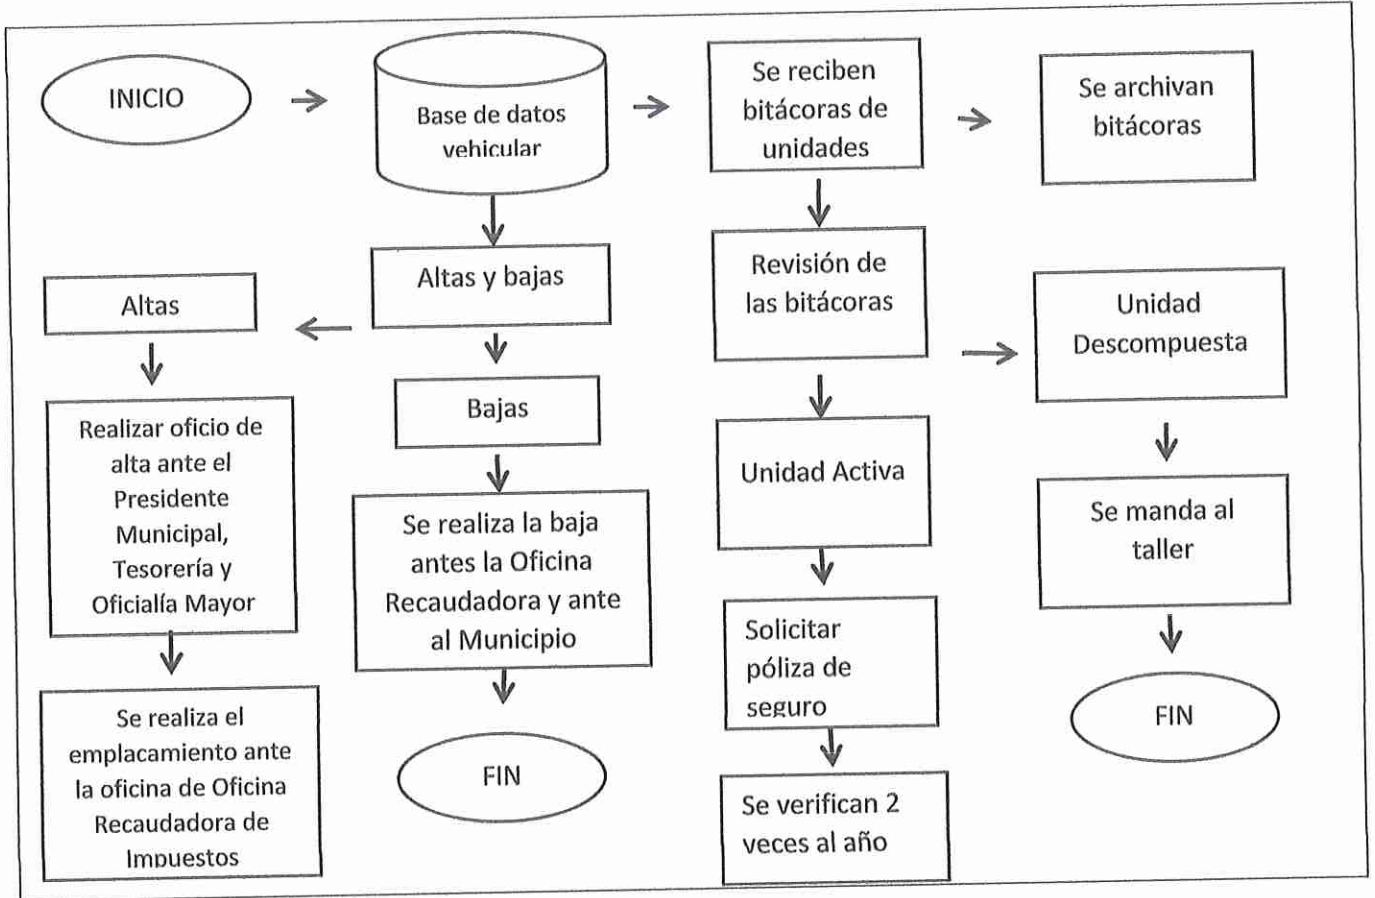 INICIO
Base de datos
vehicular
Se reciben
bitácoras de
unidades
Se archivan
bitácoras
Altas y bajas
Altas
Revisión de
las bitácoras
Unidad
Descompuesta
Bajas
Realizar oficio de
alta ante el
Presidente
Municipal,
Tesorería y
Oficialía Mayor
Unidad Activa
Se manda al
taller
Se realiza la baja
antes la Oficina
Recaudadora y ante
al Municipio
Solicitar
póliza de
seguro
FIN
Se realiza el
emplacamiento ante
la oficina de Oficina
Recaudadora de
Impuestos
FIN
Se verifican 2
veces al año